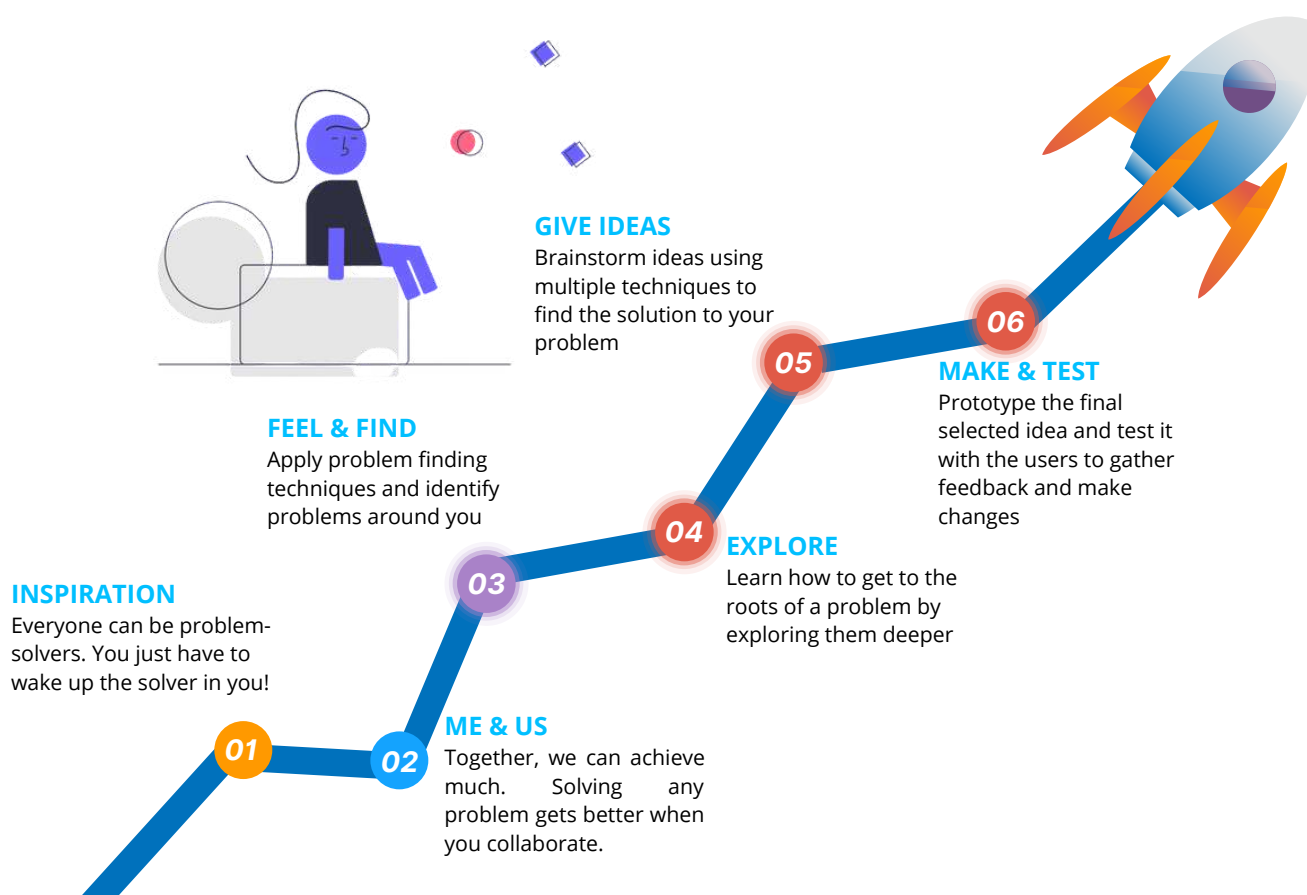 01
INSPIRATION
Everyone can be problem-
solvers. You just have to
wake up the solver in you!
02
ME & US
Together, we can achieve
much. Solving any
problem gets better when
you collaborate.
03
FEEL & FIND
Apply problem finding
techniques and identify
problems around you
04
EXPLORE
Learn how to get to the
roots of a problem by
exploring them deeper
05
GIVE IDEAS
Brainstorm ideas using
multiple techniques to
find the solution to your
problem
06
MAKE & TEST
Prototype the final
selected idea and test it
with the users to gather
feedback and make
changes